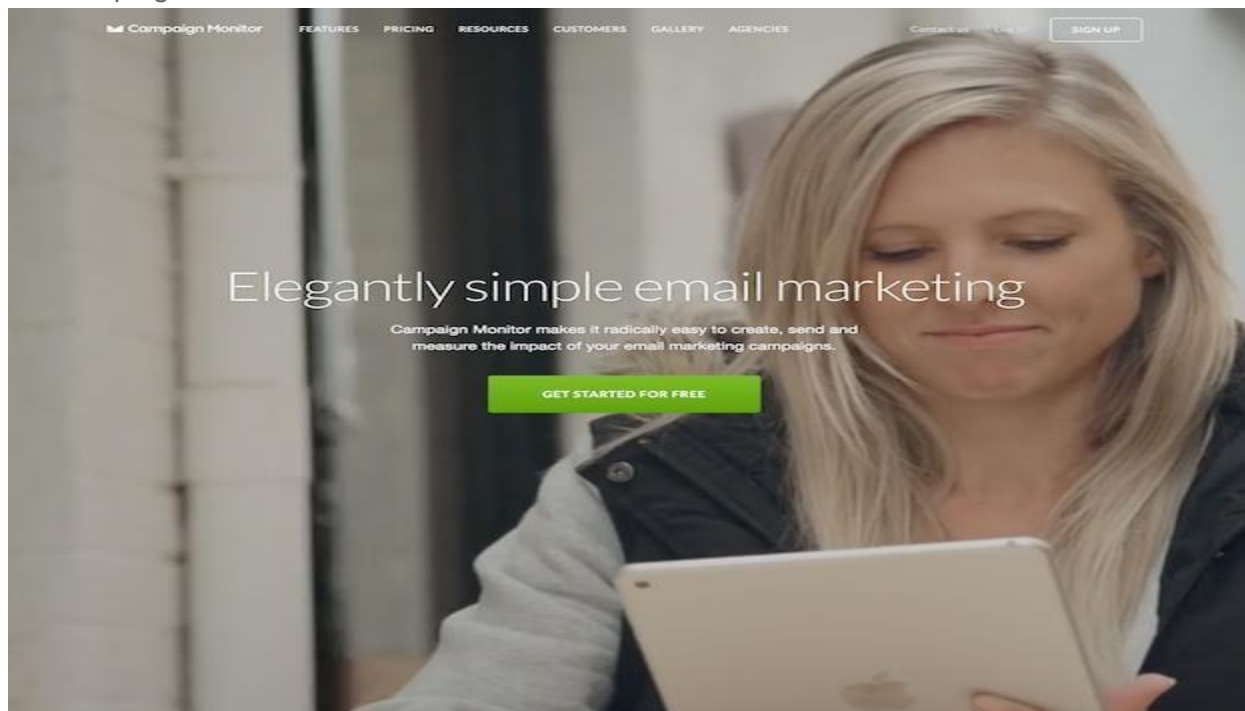 Campaign Monitor
FEATURES PRICING RESOURCES CUSTOMERS GALLERY AGENCIES
Contact us
SIGN UP
Elegantly simple email marketing
Campaign Monitor makes it radically easy to create, send and
measure the impact of your email marketing campaigns.
GET STARTED FOR FREE